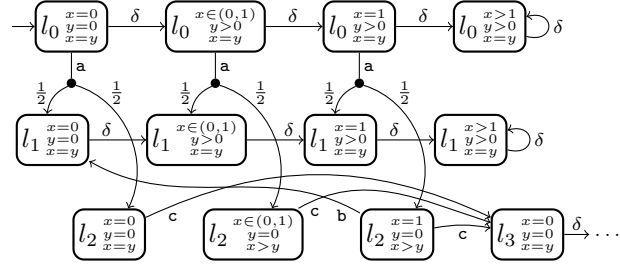 l₀ x=0 y=0 x=y δ l₀ x∈(0,1) y>0 x=y δ l₀ x=1 y>0 x=y δ l₀ x>1 y>0 x=y δ
a a a
1/2 1/2 1/2 1/2 1/2 1/2
l₁ x=0 y=0 x=y δ l₁ x∈(0,1) y>0 x=y δ l₁ x=1 y>0 x=y δ l₁ x>1 y>0 x=y δ
l₂ x=0 y=0 x=y c l₂ x∈(0,1) y=0 x>y c b l₂ x=1 y=0 x>y c l₃ x=0 y=0 x=y δ ···